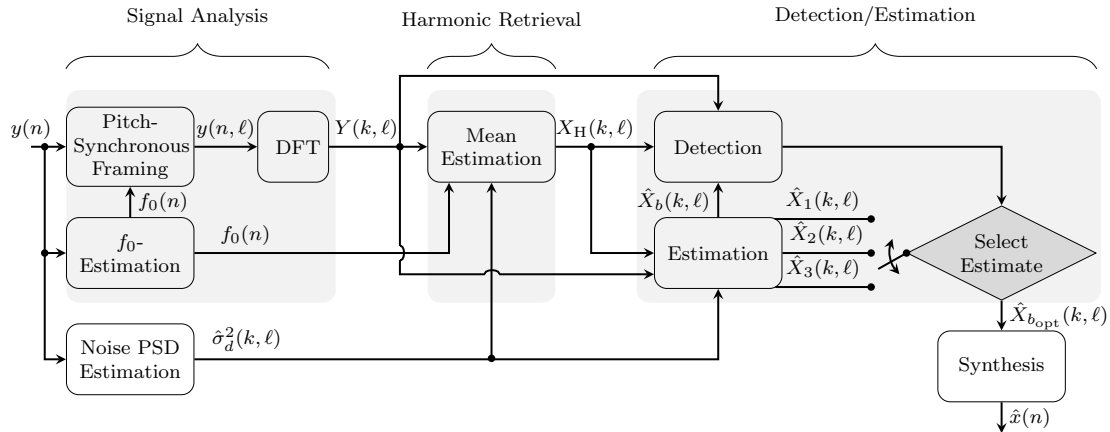 Signal Analysis
Harmonic Retrieval
Detection/Estimation
y(n)
Pitch-
Synchronous
Framing
y(n, ℓ)
DFT
Y(k, ℓ)
Mean
Estimation
X_H(k, ℓ)
Detection
f_0(n)
X̂_b(k, ℓ)
X̂_1(k, ℓ)
f_0-
Estimation
f_0(n)
Estimation
X̂_2(k, ℓ)
X̂_3(k, ℓ)
Select
Estimate
Noise PSD
Estimation
σ̂_d^2(k, ℓ)
X̂_{b_opt}(k, ℓ)
Synthesis
x̂(n)